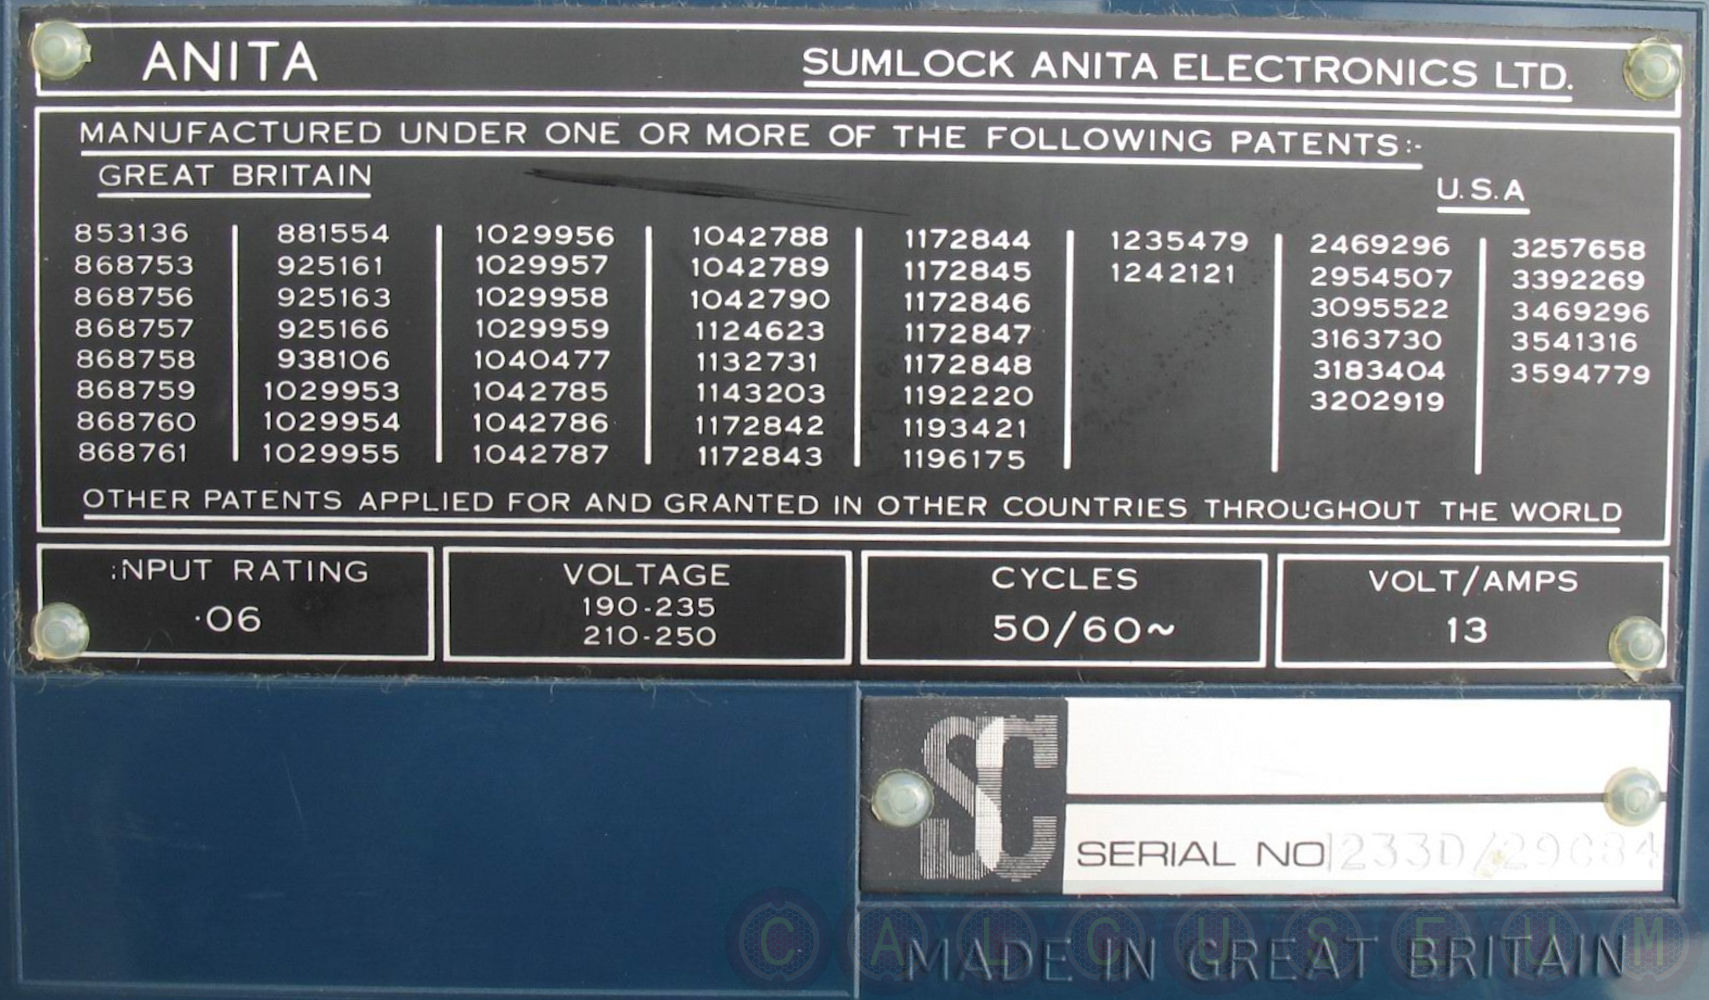 ANITA SUMLOCK ANITA ELECTRONICS LTD.
MANUFACTURED UNDER ONE OR MORE OF THE FOLLOWING PATENTS:-
GREAT BRITAIN U.S.A
853136 881554 1029956 1042788 1172844 1235479 2469296 3257658
868753 925161 1029957 1042789 1172845 1242121 2954507 3392269
868756 925163 1029958 1042790 1172846 3095522 3469296
868757 925166 1029959 1124623 1172847 3163730 3541316
868758 938106 1040477 1132731 1172848 3183404 3594779
868759 1029953 1042785 1143203 1192220 3202919
868760 1029954 1042786 1172842 1193421
868761 1029955 1042787 1172843 1196175
OTHER PATENTS APPLIED FOR AND GRANTED IN OTHER COUNTRIES THROUGHOUT THE WORLD
INPUT RATING VOLTAGE CYCLES VOLT/AMPS
·06 190-235 50/60~ 13
210-250
SC
SERIAL NO
MADE IN GREAT BRITAIN
CALCUSEUM